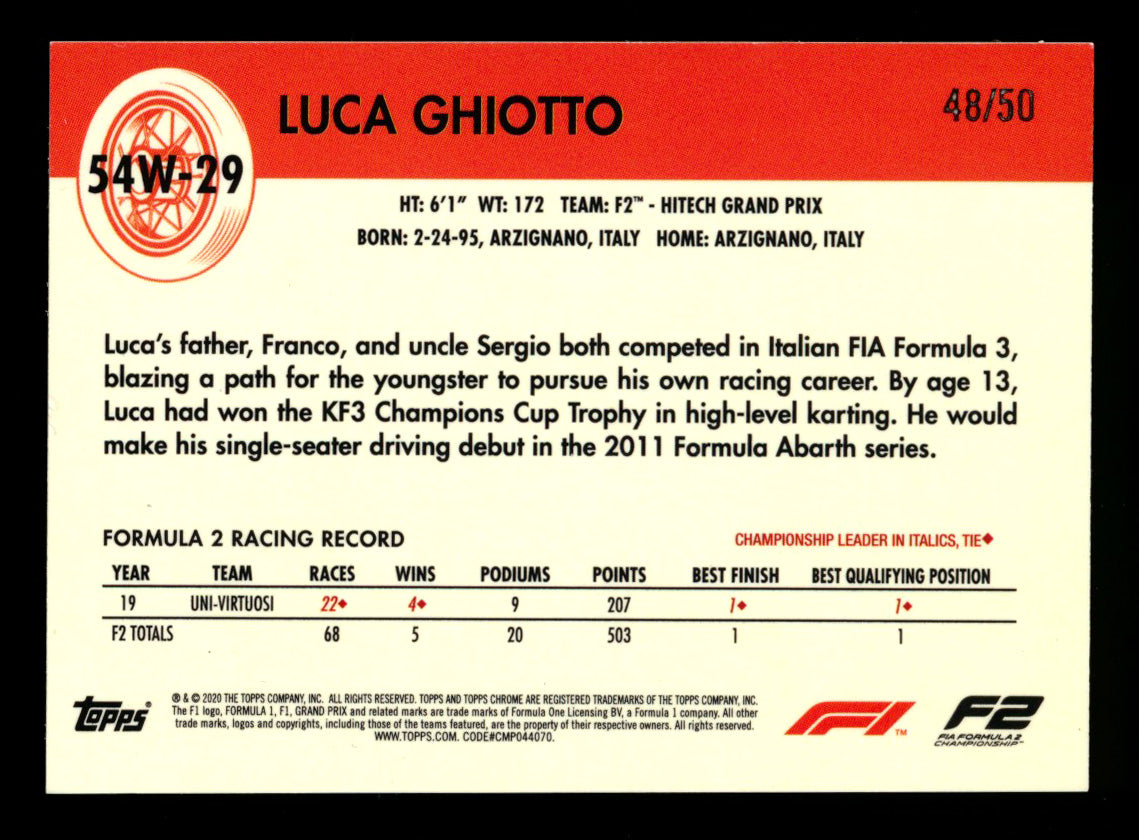 LUCA GHIOTTO
48/50
54W-29
HT: 6'1" WT: 172 TEAM: F2™ - HITECH GRAND PRIX
BORN: 2-24-95, ARZIGNANO, ITALY HOME: ARZIGNANO, ITALY
Luca's father, Franco, and uncle Sergio both competed in Italian FIA Formula 3,
blazing a path for the youngster to pursue his own racing career. By age 13,
Luca had won the KF3 Champions Cup Trophy in high-level karting. He would
make his single-seater driving debut in the 2011 Formula Abarth series.
FORMULA 2 RACING RECORD
CHAMPIONSHIP LEADER IN ITALICS, TIE◆
YEAR TEAM RACES WINS PODIUMS POINTS BEST FINISH BEST QUALIFYING POSITION
19 UNI-VIRTUOSI 22◆ 4◆ 9 207 1◆ 1◆
F2 TOTALS 68 5 20 503 1 1
Topps®
® & © 2020 THE TOPPS COMPANY, INC. ALL RIGHTS RESERVED. TOPPS AND TOPPS CHROME ARE REGISTERED TRADEMARKS OF THE TOPPS COMPANY, INC.
The F1 logo, FORMULA 1, F1, GRAND PRIX and related marks are trade marks of Formula One Licensing BV, a Formula 1 company. All other
trade marks, logos and copyrights, including those of the teams featured, are the property of their respective owners. All rights reserved.
WWW.TOPPS.COM. CODE#CMP044070.
F1™
F2
FIA FORMULA 2
CHAMPIONSHIP™